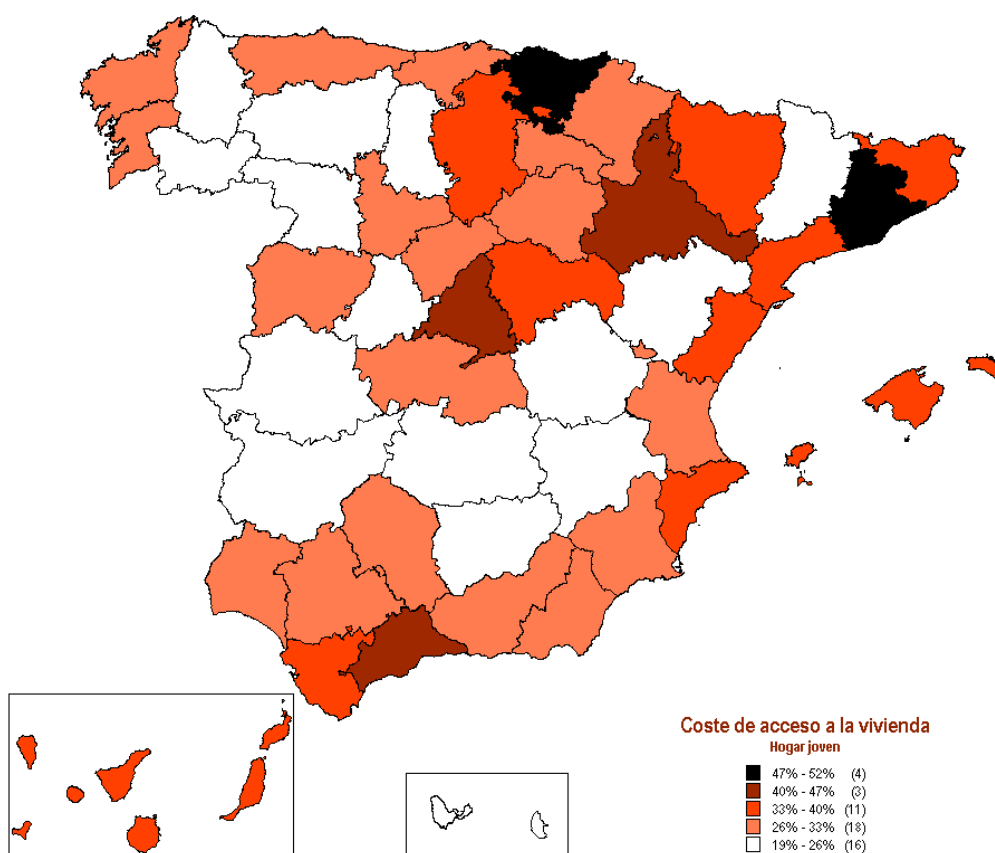 Coste de acceso a la vivienda
Hogar joven
47% - 52% (4)
40% - 47% (3)
33% - 40% (11)
26% - 33% (18)
19% - 26% (16)